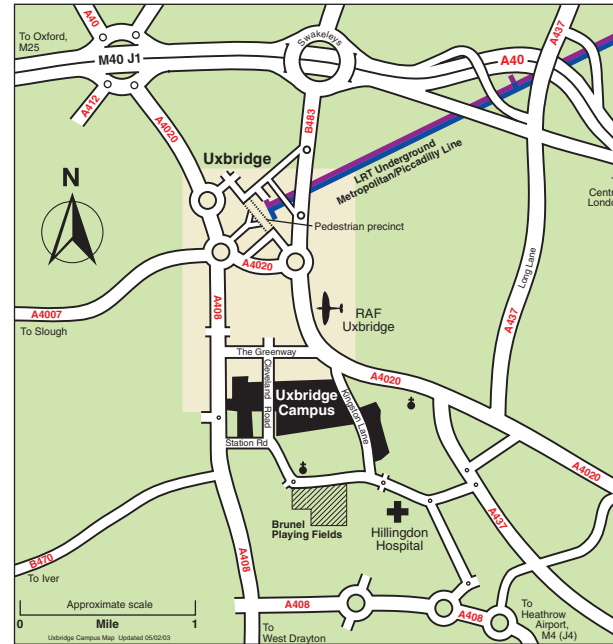 A40
To Oxford,
M25
M40 J1
A412
A4020
Swakeleys
B483
A437
A40
Uxbridge
LRT Underground
Metropolitan/Piccadilly Line
To
Centr
Londo
N
Pedestrian precinct
A4020
Long Lane
A4007
To Slough
A408
RAF
Uxbridge
A437
The Greenway
A4020
Cleveland Road
Uxbridge
Campus
Kingston Lane
Station Rd
A4020
Brunel
Playing Fields
Hillingdon
Hospital
A437
B470
To Iver
A408
Approximate scale
0 Mile 1
Uxbridge Campus Map Updated 05/02/03
A408
A408
To
West Drayton
To
Heathrow
Airport,
M4 (J4)